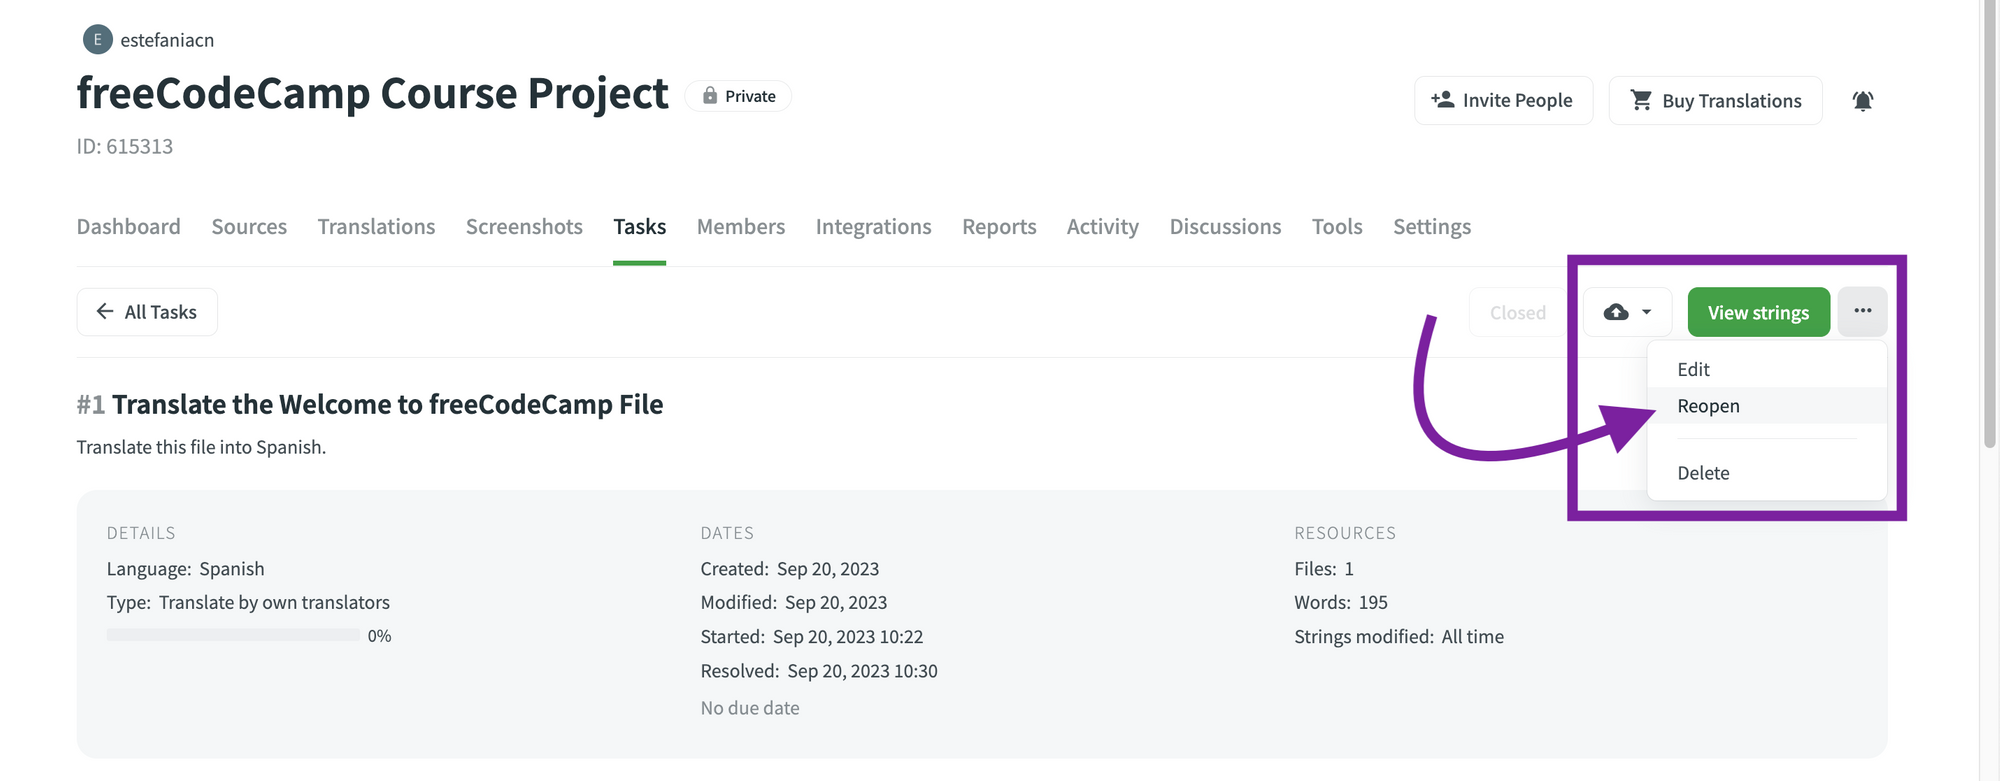 E estefaniacn
freeCodeCamp Course Project Private
Invite People Buy Translations
ID: 615313
Dashboard Sources Translations Screenshots Tasks Members Integrations Reports Activity Discussions Tools Settings
All Tasks Closed View strings ...
Edit
Reopen
Delete
#1 Translate the Welcome to freeCodeCamp File
Translate this file into Spanish.
DETAILS
Language: Spanish
Type: Translate by own translators
0%
DATES
Created: Sep 20, 2023
Modified: Sep 20, 2023
Started: Sep 20, 2023 10:22
Resolved: Sep 20, 2023 10:30
No due date
RESOURCES
Files: 1
Words: 195
Strings modified: All time